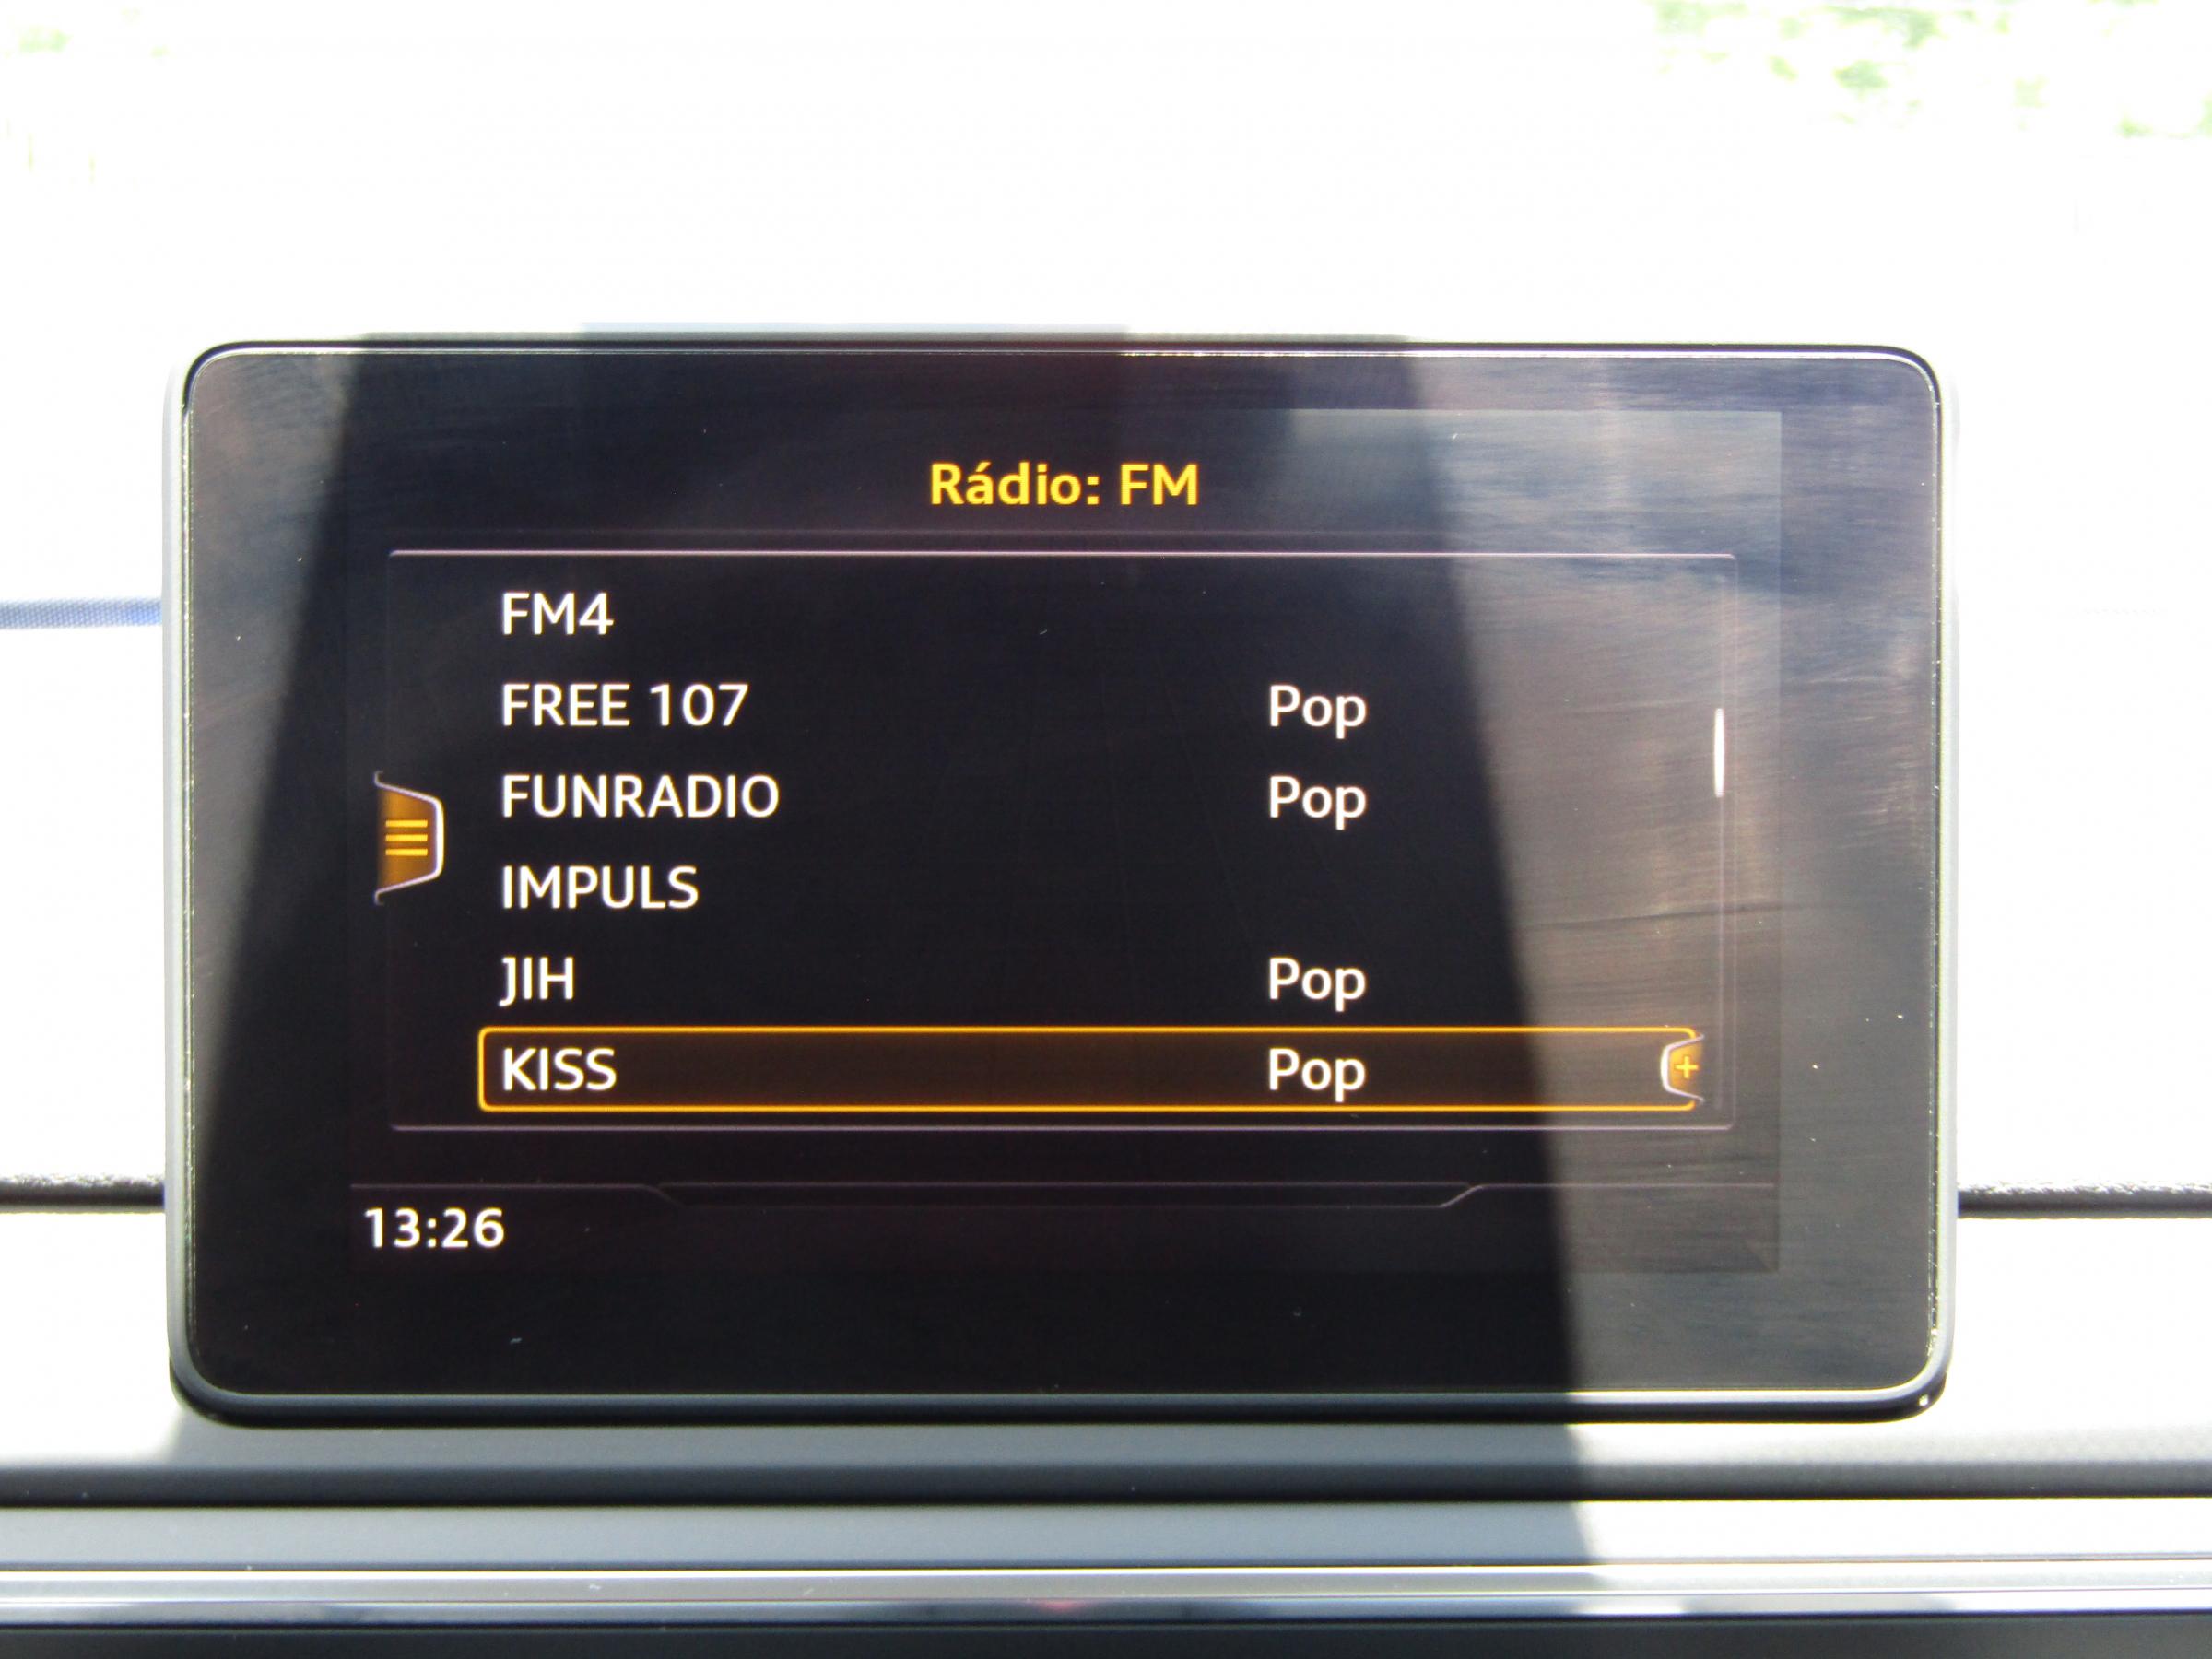 Rádio: FM
FM4
FREE 107 Pop
FUNRADIO Pop
IMPULS
JIH Pop
KISS Pop
13:26